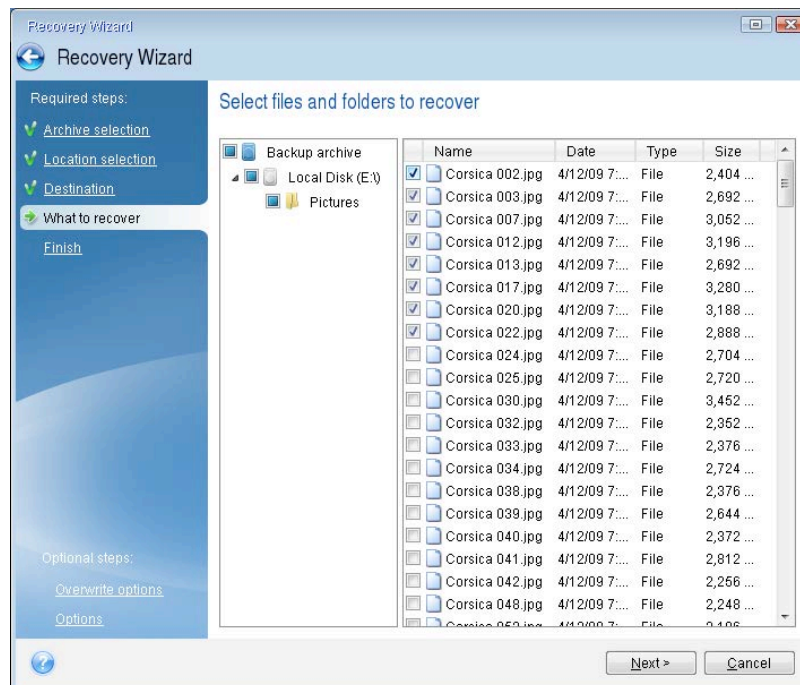 Recovery Wizard
Recovery Wizard
Required steps:
Archive selection
Location selection
Destination
What to recover
Finish
Optional steps:
Overwrite options
Options
Select files and folders to recover
Backup archive
Local Disk (E:\)
Pictures
Name Date Type Size
Corsica 002.jpg 4/12/09 7:... File 2,404 ...
Corsica 003.jpg 4/12/09 7:... File 2,692 ...
Corsica 007.jpg 4/12/09 7:... File 3,052 ...
Corsica 012.jpg 4/12/09 7:... File 3,196 ...
Corsica 013.jpg 4/12/09 7:... File 2,692 ...
Corsica 017.jpg 4/12/09 7:... File 3,280 ...
Corsica 020.jpg 4/12/09 7:... File 3,188 ...
Corsica 022.jpg 4/12/09 7:... File 2,888 ...
Corsica 024.jpg 4/12/09 7:... File 2,704 ...
Corsica 025.jpg 4/12/09 7:... File 2,720 ...
Corsica 030.jpg 4/12/09 7:... File 3,452 ...
Corsica 032.jpg 4/12/09 7:... File 2,352 ...
Corsica 033.jpg 4/12/09 7:... File 2,376 ...
Corsica 034.jpg 4/12/09 7:... File 2,724 ...
Corsica 038.jpg 4/12/09 7:... File 2,376 ...
Corsica 039.jpg 4/12/09 7:... File 2,644 ...
Corsica 040.jpg 4/12/09 7:... File 2,372 ...
Corsica 041.jpg 4/12/09 7:... File 2,812 ...
Corsica 042.jpg 4/12/09 7:... File 2,256 ...
Corsica 048.jpg 4/12/09 7:... File 2,248 ...
Next > Cancel